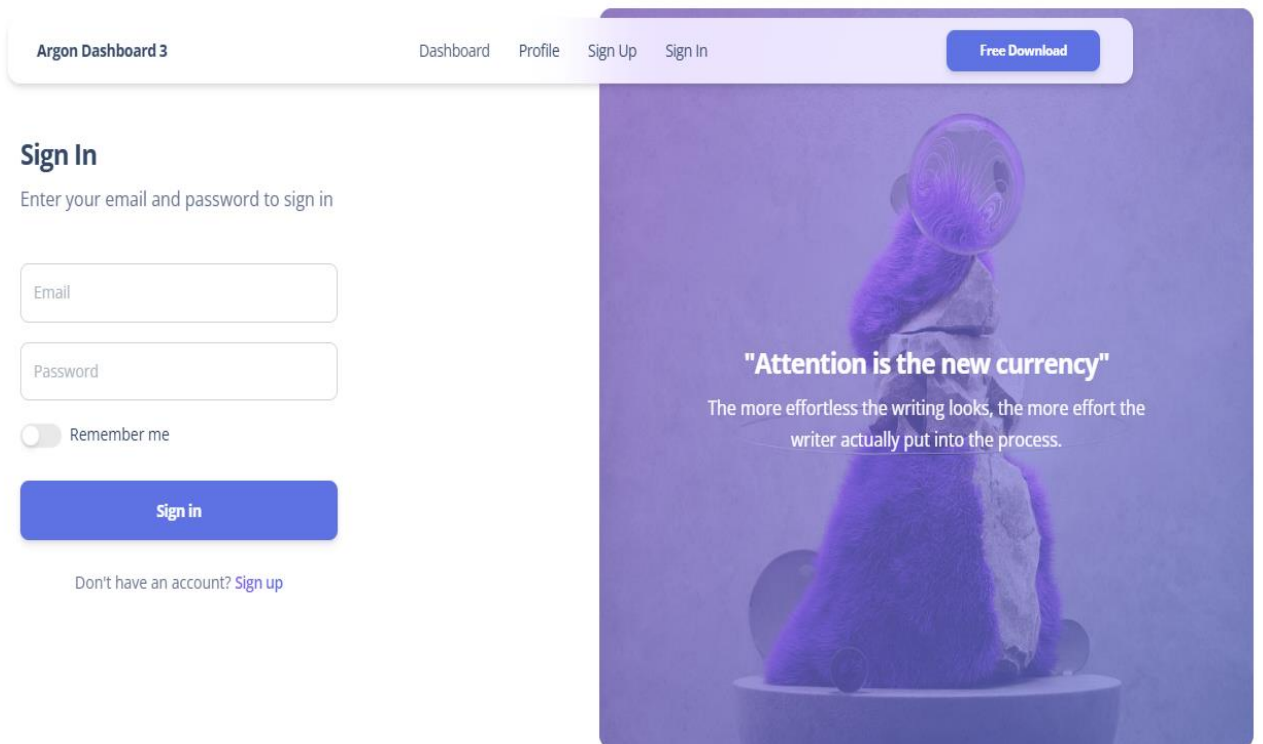 Argon Dashboard 3
Dashboard Profile Sign Up Sign In
Free Download
Sign In
Enter your email and password to sign in
Email
Password
Remember me
Sign in
Don't have an account? Sign up
"Attention is the new currency"
The more effortless the writing looks, the more effort the
writer actually put into the process.